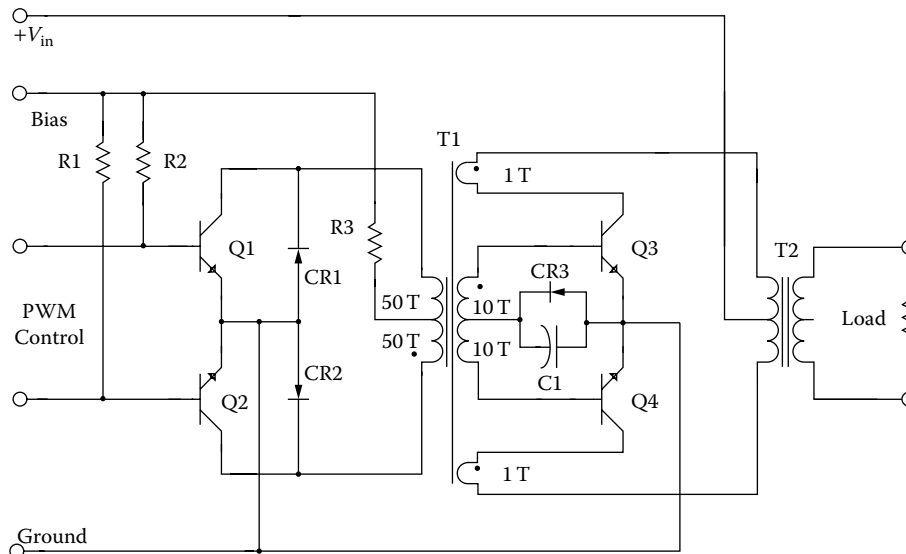 +Vin
Bias
R1
R2
T1
1 T
Q1
R3
Q3
T2
CR1
CR3
PWM
Control
50 T
10 T
Load
50 T
10 T
CR2
C1
Q2
Q4
1 T
Ground